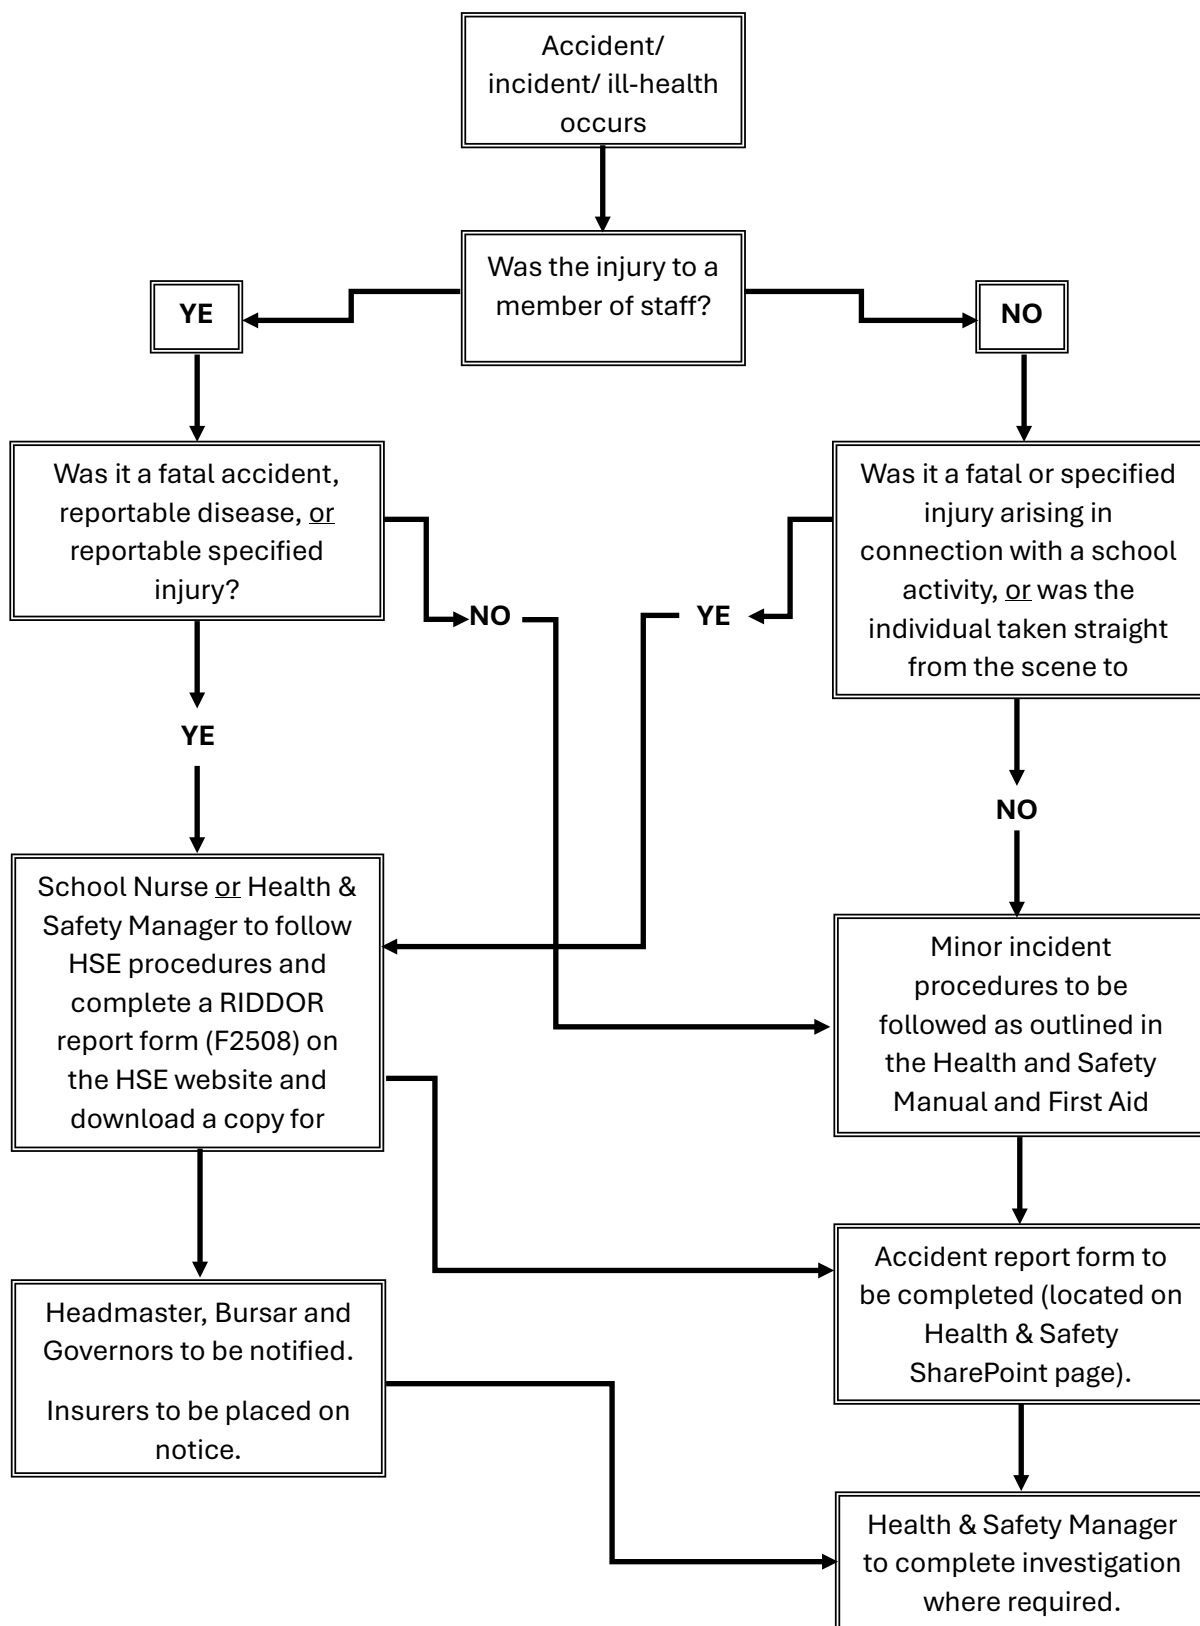 Accident/
incident/ ill-health
occurs
Was the injury to a
member of staff?
YE
NO
Was it a fatal accident,
reportable disease, or
reportable specified
injury?
Was it a fatal or specified
injury arising in
connection with a school
activity, or was the
individual taken straight
from the scene to
NO
YE
YE
NO
School Nurse or Health &
Safety Manager to follow
HSE procedures and
complete a RIDDOR
report form (F2508) on
the HSE website and
download a copy for
Minor incident
procedures to be
followed as outlined in
the Health and Safety
Manual and First Aid
Headmaster, Bursar and
Governors to be notified.
Insurers to be placed on
notice.
Accident report form to
be completed (located on
Health & Safety
SharePoint page).
Health & Safety Manager
to complete investigation
where required.